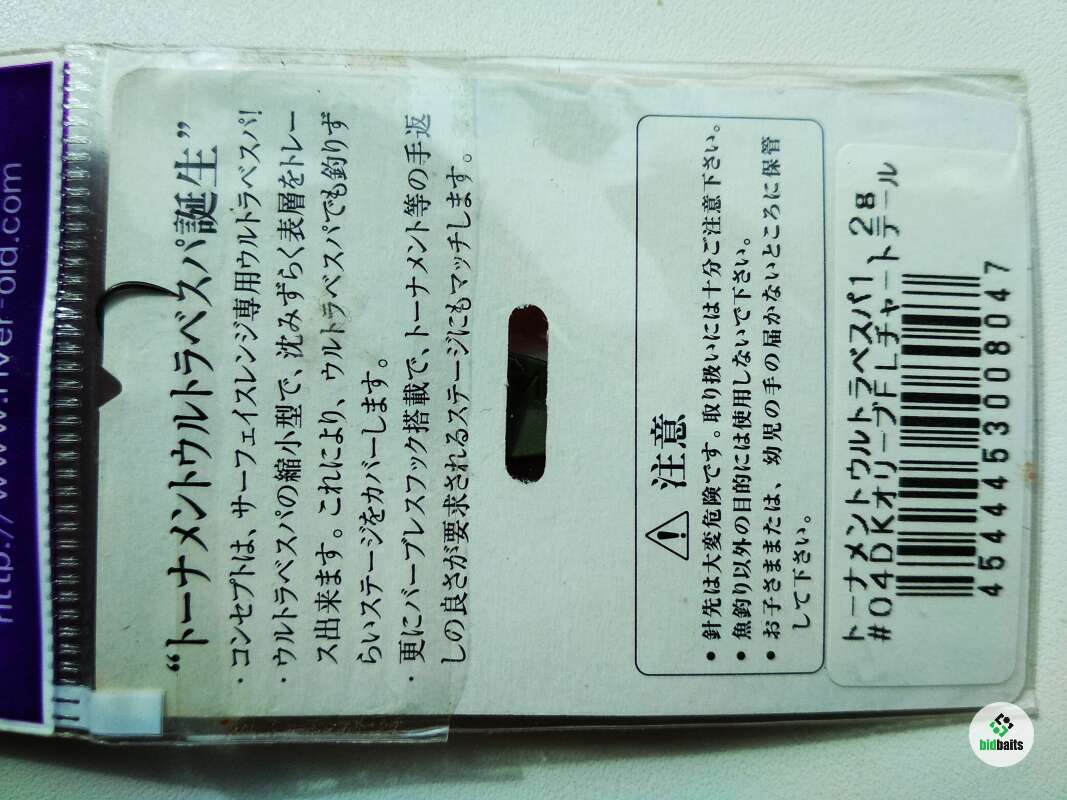 http://www.river-old.com
“トーナメントウルトラベスパ誕生”
・コンセプトは、サーフェイスレンジ専用ウルトラベスパ!
・ウルトラベスパの縮小型で、沈みずらく表層をトレー
ス出来ます。これにより、ウルトラベスパでも釣りず
らいステージをカバーします。
・更にバーブレスフック搭載で、トーナメント等の手返
しの良さが要求されるステージにもマッチします。
注意
• 針先は大変危険です。取り扱いには十分ご注意下さい。
• 魚釣り以外の目的には使用しないで下さい。
• お子さままたは、幼児の手の届かないところに保管
して下さい。
トーナメントウルトラベスパ1.2g
#04DKオリーブFLチャートテール
4544453008047
bidbaits